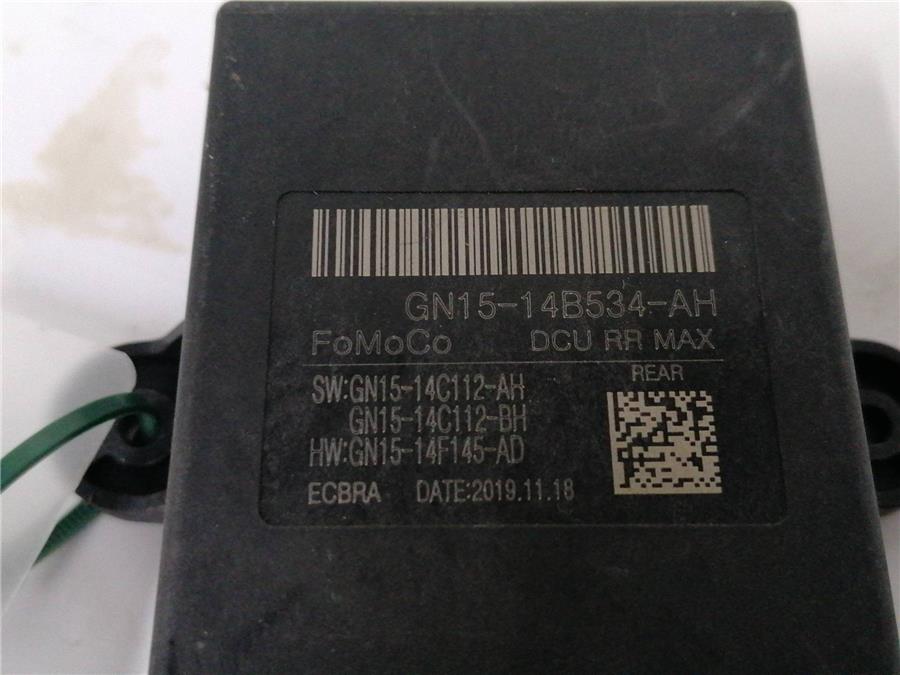 GN15-14B534-AH
FoMoCo DCU RR MAX
REAR
SW:GN15-14C112-AH
GN15-14C112-BH
HW:GN15-14F145-AD
ECBRA DATE:2019.11.18